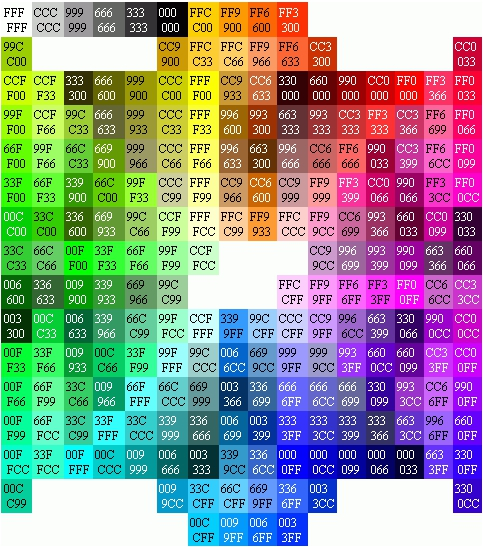 FFF CCC 999 666 333 000 FFC FF9 FF6 FF3
FFF CCC 999 666 333 000 C00 900 600 300
99C CC9 FFC FFC FF9 FF6 CC3 CC0
C00 900 C33 C66 966 633 300 033
CCF CCF 333 666 999 CCC FFF CC9 CC6 330 660 990 CC0 FF0 FF3 FF0
F00 F33 300 600 900 C00 F00 933 633 000 000 000 000 000 366 033
99F CCF 99C 666 999 CCC FFF 996 993 663 993 CC3 FF3 CC3 FF6 FF0
F00 F66 C33 633 933 C33 F33 600 300 333 333 333 333 366 699 066
66F 99F 66C 669 999 CCC FFF 996 663 996 CC6 FF6 990 CC3 FF6 FF0
F00 F66 C33 900 966 C66 F66 633 300 666 666 666 033 399 6CC 099
33F 66F 339 66C 99F CCC FFF CC9 CC6 CC9 FF9 FF3 CC0 990 FF3 FF0
F00 F33 900 C00 F33 C99 F99 966 600 999 999 399 066 066 3CC 0CC
00C 33C 336 669 99C CCF FFF FFC FF9 FFC FF9 CC6 993 660 CC0 330
C00 C00 600 933 C66 F99 FCC C99 933 CCC 9CC 699 366 033 099 033
33C 66C 00F 33F 66F 99F CCF CC9 996 993 990 663 660
C33 C66 F00 F33 F66 F99 FCC 9CC 699 399 099 366 066
006 336 009 339 669 99C FFC FF9 FF6 FF3 FF0 CC6 CC3
600 633 900 933 966 C99 CFF 9FF 6FF 3FF 0FF 6CC 3CC
003 00C 006 339 66C 99F CCF 339 99C CCC CC9 996 663 330 990 CC0
300 C33 633 966 C99 FCC FFF 9FF CFF CFF 9FF 6CC 399 066 0CC 0CC
00F 33F 009 00C 33F 99F 99C 006 669 999 999 993 660 660 CC3 CC0
F33 F66 933 C66 F99 FFF CCC 6CC 9CC 9FF 9CC 3FF 0CC 099 3FF 0FF
00F 66F 33C 009 66F 66C 669 003 336 666 666 666 330 993 CC6 990
F66 F99 C66 966 FFF CCC 999 366 699 6FF 6CC 699 099 3CC 6FF 0FF
00F 66F 33C 33F 33C 339 336 006 003 333 333 333 333 663 996 660
F99 FCC C99 FFF CCC 999 666 699 399 3FF 3CC 399 366 3CC 6FF 0FF
00F 33F 00F 00C 009 006 003 339 336 000 000 000 000 000 663 330
FCC FCC FFF CCC 999 666 333 9CC 6CC 0FF 0CC 099 066 033 3FF 0FF
00C 009 33C 66C 669 336 003 330
C99 9CC CFF CFF 9FF 6FF 3CC 0CC
00C 009 006 003
CFF 9FF 6FF 3FF